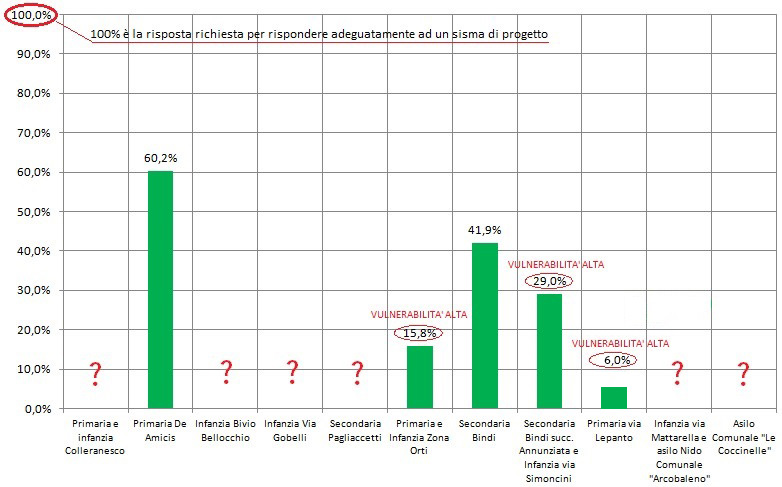 100,0%
100% è la risposta richiesta per rispondere adeguatamente ad un sisma di progetto
90,0%
80,0%
70,0%
60,0%
50,0%
40,0%
30,0%
20,0%
10,0%
0,0%
60,2%
41,9%
VULNERABILITA' ALTA
29,0%
VULNERABILITA' ALTA
15,8%
VULNERABILITA' ALTA
6,0%
?
?
?
?
?
?
Primaria e
infanzia
Colleranesco
Primaria De
Amicis
Infanzia Bivio
Bellocchio
Infanzia Via
Gobelli
Secondaria
Pagliaccetti
Primaria e
Infanzia Zona
Orti
Secondaria
Bindi
Secondaria
Bindi succ.
Annunziata e
Infanzia via
Simoncini
Primaria via
Lepanto
Infanzia via
Mattarella e
asilo Nido
Comunale
"Arcobaleno"
Asilo
Comunale "Le
Coccinelle"